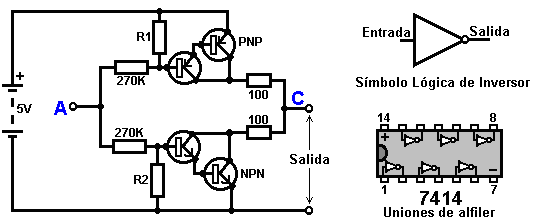 R1
PNP
270K
5V
A
100
C
100
270K
R2
NPN
Salida
Entrada
Salida
Símbolo Lógica de Inversor
14
8
+
−
1
7414
7
Uniones de alfiler